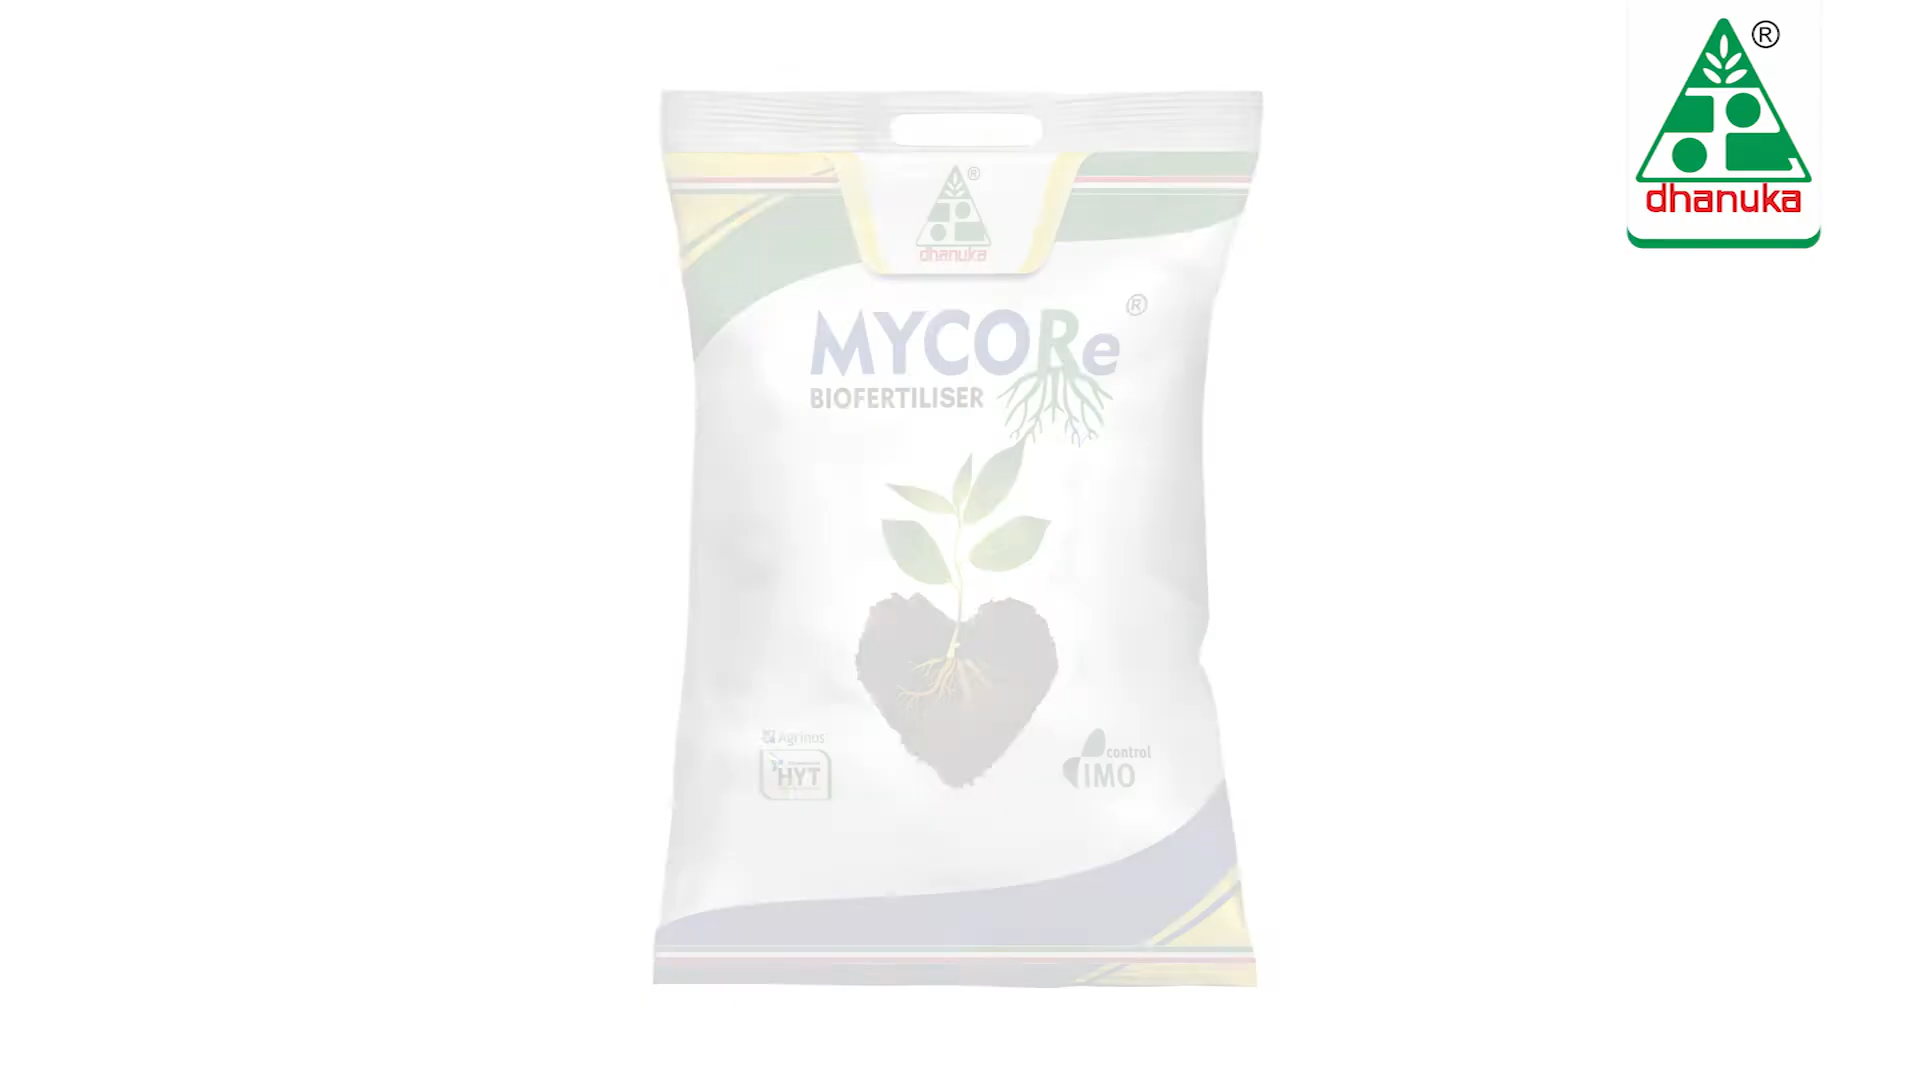 ®
dhanuka
®
dhanuka
MYCORe ®
BIOFERTILISER
Agrinos
HYT
control
IMO